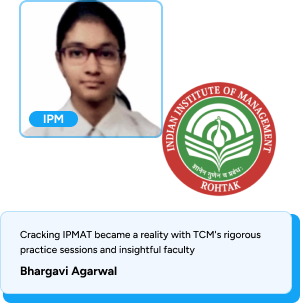 IPM
INDIAN INSTITUTE OF MANAGEMENT
ज्ञानेन गुणेन च प्रबोधः
ROHTAK
Cracking IPMAT became a reality with TCM's rigorous
practice sessions and insightful faculty
Bhargavi Agarwal